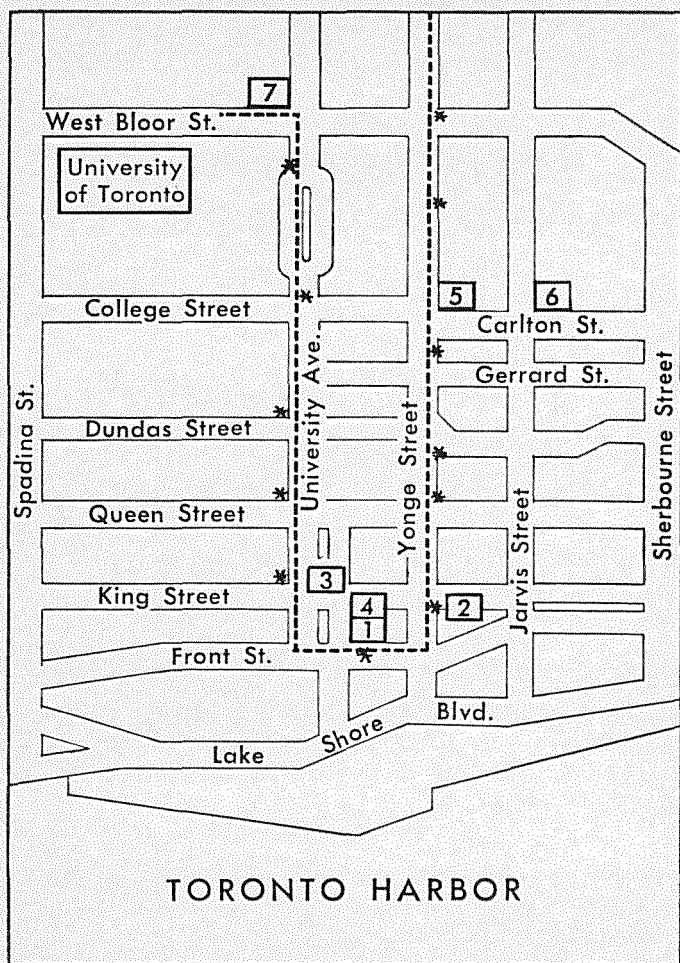 7
West Bloor St.
University
of Toronto
5
6
College Street
Carlton St.
Gerrard St.
University Ave.
Dundas Street
Spadina St.
Yonge Street
Sherbourne Street
Queen Street
Jarvis Street
3
King Street
4
2
1
Front St.
Lake Shore Blvd.
TORONTO HARBOR